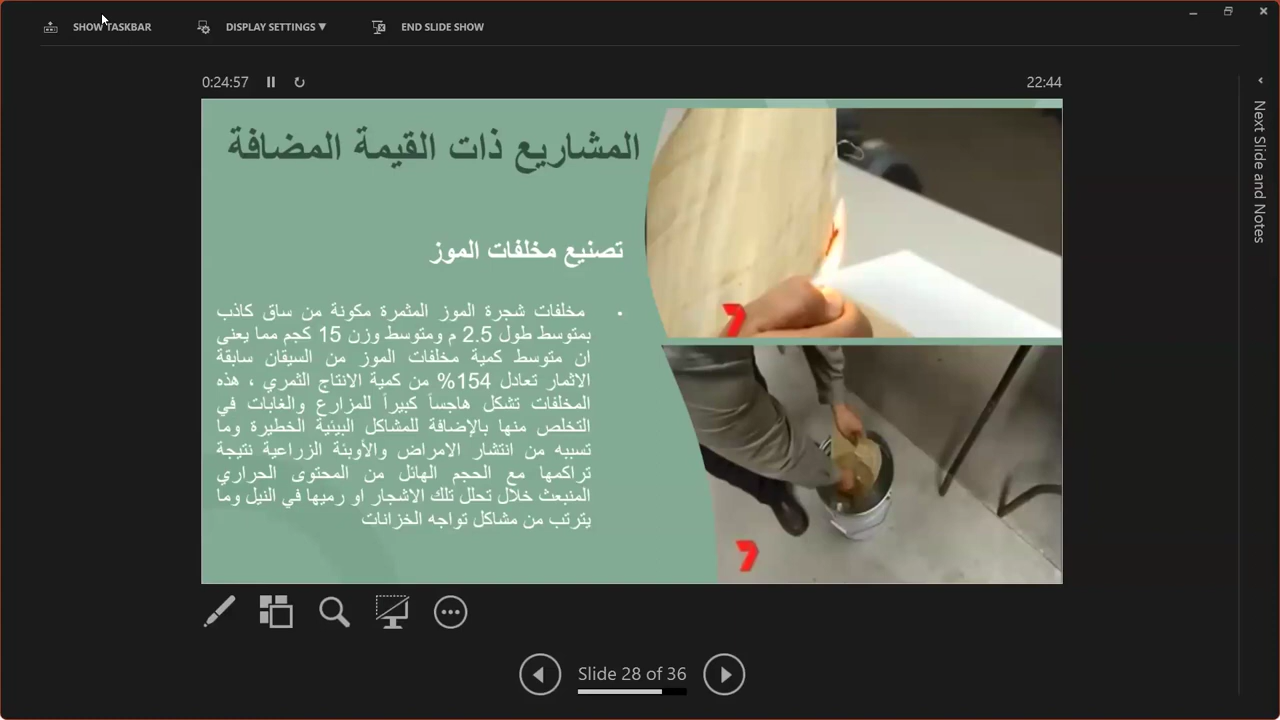 SHOW TASKBAR
DISPLAY SETTINGS ▼
END SLIDE SHOW
0:24:57
22:44
المشاريع ذات القيمة المضافة
تصنيع مخلفات الموز
• مخلفات شجرة الموز المثمرة مكونة من ساق كاذب
بمتوسط طول 2.5 م ومتوسط وزن 15 كجم مما يعنى
ان متوسط كمية مخلفات الموز من السيقان سابقة
الاثمار تعادل 154% من كمية الانتاج الثمري ، هذه
المخلفات تشكل هاجساً كبيراً للمزارع والغابات في
التخلص منها بالإضافة للمشاكل البيئية الخطيرة وما
تسببه من انتشار الامراض والأوبئة الزراعية نتيجة
تراكمها مع الحجم الهائل من المحتوى الحراري
المنبعث خلال تحلل تلك الاشجار او رميها في النيل وما
يترتب من مشاكل تواجه الخزانات
Next Slide and Notes
Slide 28 of 36